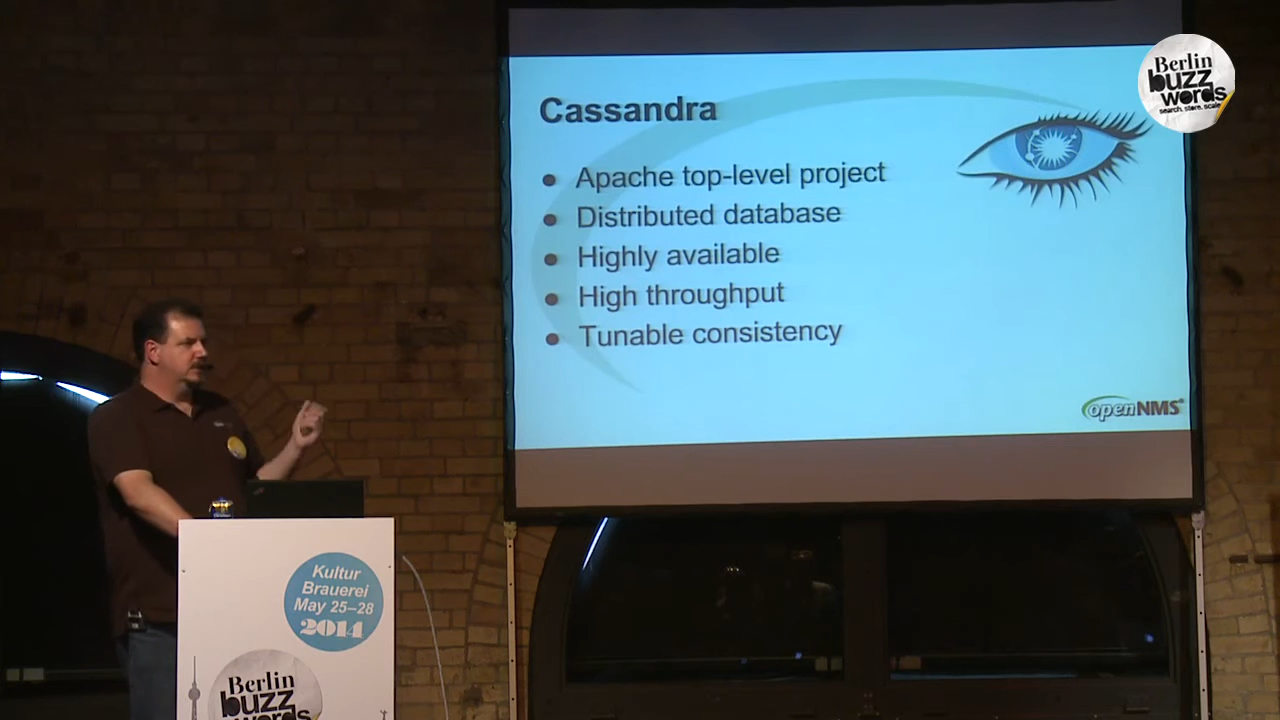 Cassandra
Apache top-level project
Distributed database
Highly available
High throughput
Tunable consistency
openNMS
Berlin
buzz
words
search. store. scale
Kultur
Brauerei
May 25–28
2014
Berlin
buzz
words